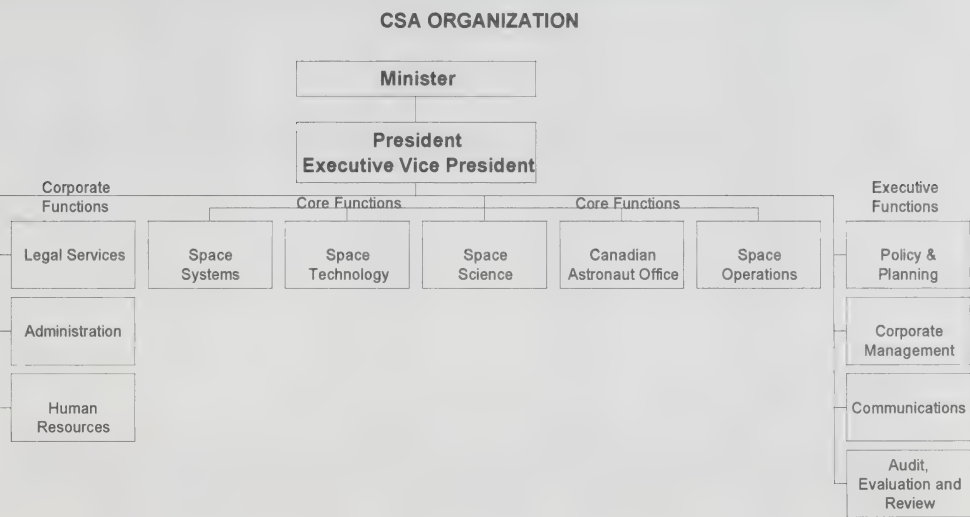 CSA ORGANIZATION
Minister
President
Executive Vice President
Corporate
Functions
Core Functions
Core Functions
Executive
Functions
Legal Services
Space
Systems
Space
Technology
Space
Science
Canadian
Astronaut Office
Space
Operations
Policy &
Planning
Administration
Corporate
Management
Human
Resources
Communications
Audit,
Evaluation and
Review